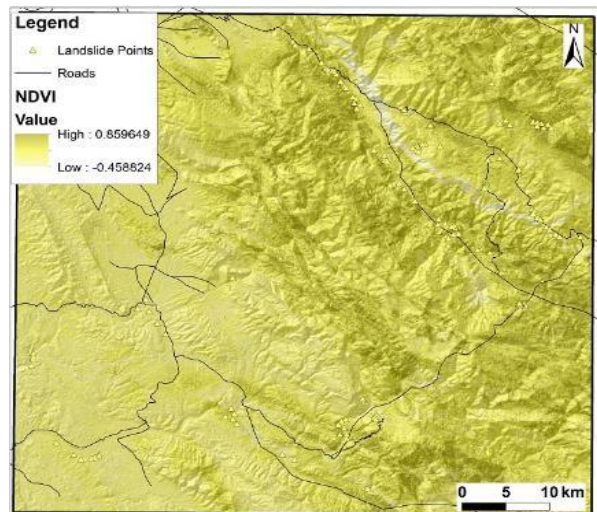 Legend
Landslide Points
Roads
NDVI
Value
High : 0.859649
Low : -0.458824
N
0 5 10 km